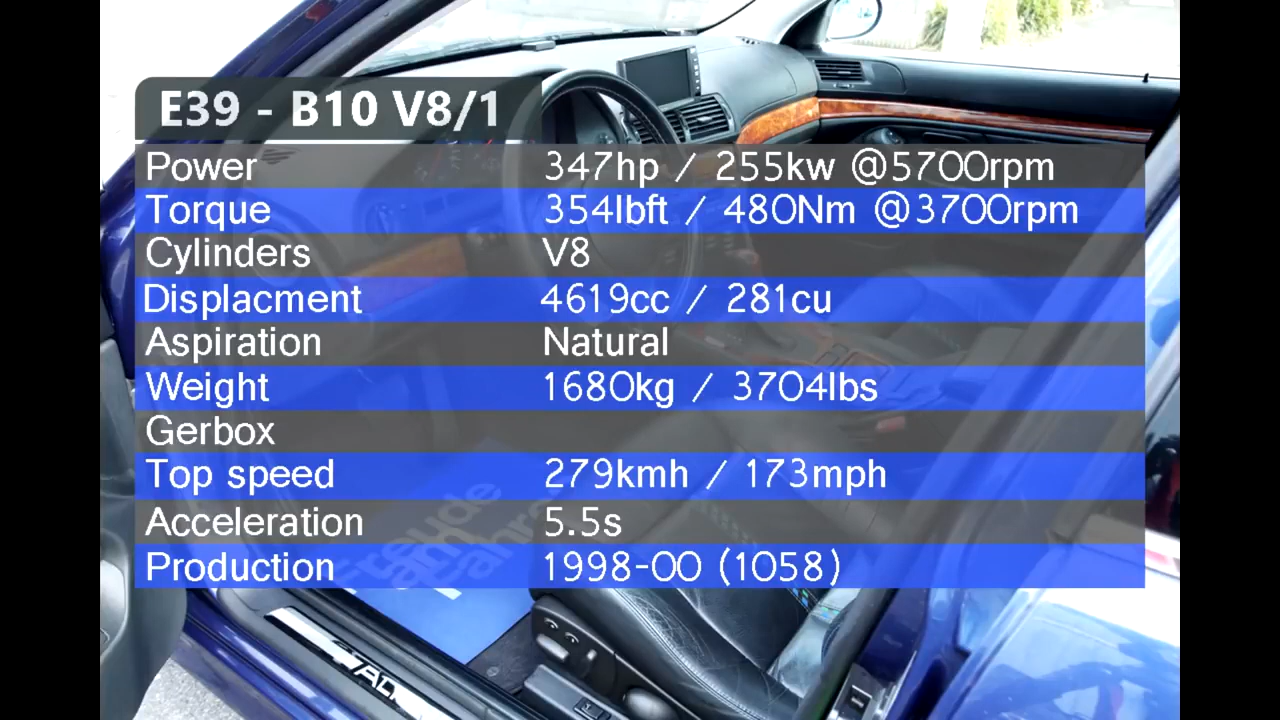 E39 - B10 V8/1
Power 347hp / 255kw @5700rpm
Torque 354lbft / 480Nm @3700rpm
Cylinders V8
Displacment 4619cc / 281cu
Aspiration Natural
Weight 1680kg / 3704lbs
Gerbox
Top speed 279kmh / 173mph
Acceleration 5.5s
Production 1998-00 (1058)